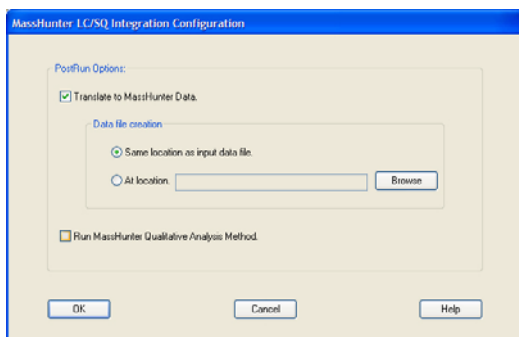 MassHunter LC/SQ Integration Configuration
PostRun Options:
Translate to MassHunter Data.
Data file creation
Same location as input data file.
At location.
Browse
Run MassHunter Qualitative Analysis Method.
OK
Cancel
Help